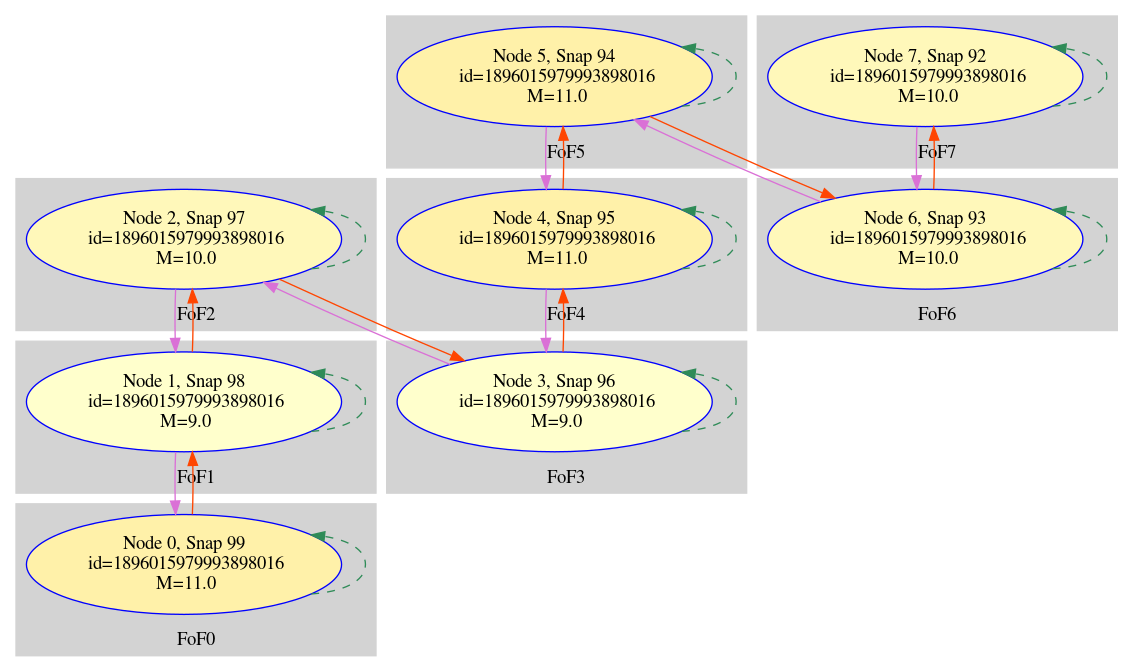 Node 5, Snap 94
id=1896015979993898016
M=11.0
FoF5
Node 7, Snap 92
id=1896015979993898016
M=10.0
FoF7
Node 2, Snap 97
id=1896015979993898016
M=10.0
FoF2
Node 4, Snap 95
id=1896015979993898016
M=11.0
FoF4
Node 6, Snap 93
id=1896015979993898016
M=10.0
FoF6
Node 1, Snap 98
id=1896015979993898016
M=9.0
FoF1
Node 3, Snap 96
id=1896015979993898016
M=9.0
FoF3
Node 0, Snap 99
id=1896015979993898016
M=11.0
FoF0